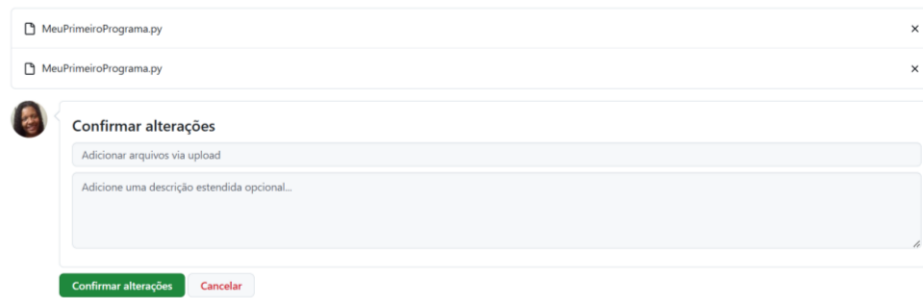 MeuPrimeiroPrograma.py
MeuPrimeiroPrograma.py
Confirmar alterações
Adicionar arquivos via upload
Adicione uma descrição estendida opcional...
Confirmar alterações Cancelar